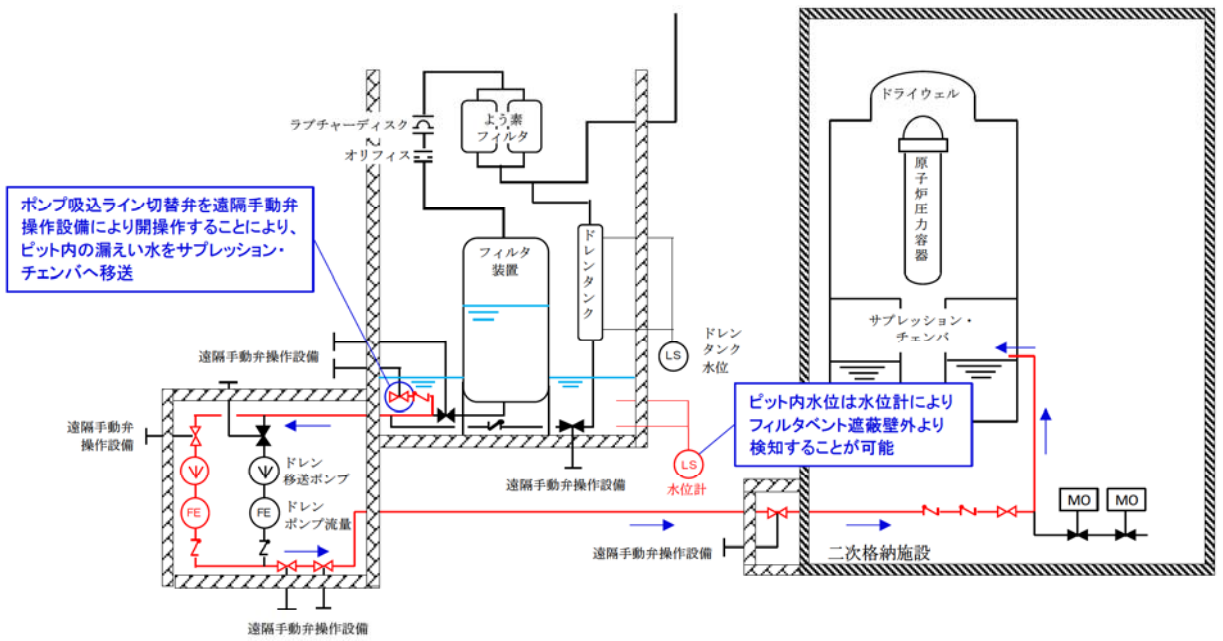 ラプチャーディスク
オリフィス
よう素
フィルタ
ポンプ吸込ライン切替弁を遠隔手動弁
操作設備により開操作することにより、
ピット内の漏えい水をサプレッション・
チェンバへ移送
フィルタ
装置
ドレンタンク
ドライウェル
原子炉圧力容器
サプレッション・
チェンバ
遠隔手動弁操作設備
LS
ドレン
タンク
水位
ピット内水位は水位計により
フィルタベント遮蔽壁外より
検知することが可能
LS
水位計
遠隔手動弁
操作設備
ドレン
移送ポンプ
FE
FE
ドレン
ポンプ流量
遠隔手動弁操作設備
遠隔手動弁操作設備
MO
MO
二次格納施設
遠隔手動弁操作設備